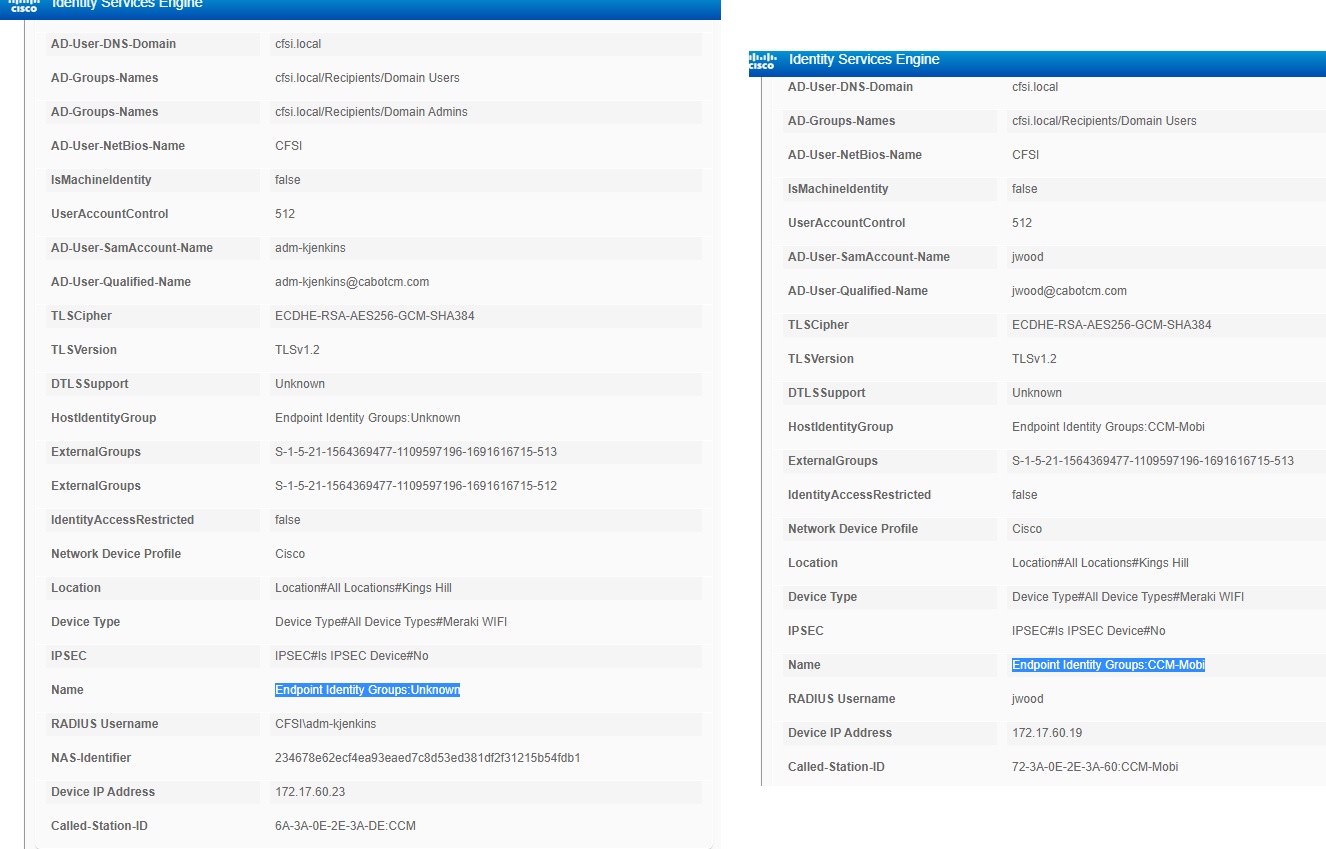 cisco Identity Services Engine
AD-User-DNS-Domain cfsi.local
AD-Groups-Names cfsi.local/Recipients/Domain Users
AD-Groups-Names cfsi.local/Recipients/Domain Admins
AD-User-NetBios-Name CFSI
IsMachineIdentity false
UserAccountControl 512
AD-User-SamAccount-Name adm-kjenkins
AD-User-Qualified-Name adm-kjenkins@cabotcm.com
TLSCipher ECDHE-RSA-AES256-GCM-SHA384
TLSVersion TLSv1.2
DTLSSupport Unknown
HostIdentityGroup Endpoint Identity Groups:Unknown
ExternalGroups S-1-5-21-1564369477-1109597196-1691616715-513
ExternalGroups S-1-5-21-1564369477-1109597196-1691616715-512
IdentityAccessRestricted false
Network Device Profile Cisco
Location Location#All Locations#Kings Hill
Device Type Device Type#All Device Types#Meraki WIFI
IPSEC IPSEC#Is IPSEC Device#No
Name Endpoint Identity Groups:Unknown
RADIUS Username CFSI\adm-kjenkins
NAS-Identifier 234678e62ecf4ea93eaed7c8d53ed381df2f31215b54fdb1
Device IP Address 172.17.60.23
Called-Station-ID 6A-3A-0E-2E-3A-DE:CCM
cisco Identity Services Engine
AD-User-DNS-Domain cfsi.local
AD-Groups-Names cfsi.local/Recipients/Domain Users
AD-User-NetBios-Name CFSI
IsMachineIdentity false
UserAccountControl 512
AD-User-SamAccount-Name jwood
AD-User-Qualified-Name jwood@cabotcm.com
TLSCipher ECDHE-RSA-AES256-GCM-SHA384
TLSVersion TLSv1.2
DTLSSupport Unknown
HostIdentityGroup Endpoint Identity Groups:CCM-Mobi
ExternalGroups S-1-5-21-1564369477-1109597196-1691616715-513
IdentityAccessRestricted false
Network Device Profile Cisco
Location Location#All Locations#Kings Hill
Device Type Device Type#All Device Types#Meraki WIFI
IPSEC IPSEC#Is IPSEC Device#No
Name Endpoint Identity Groups:CCM-Mobi
RADIUS Username jwood
Device IP Address 172.17.60.19
Called-Station-ID 72-3A-0E-2E-3A-60:CCM-Mobi